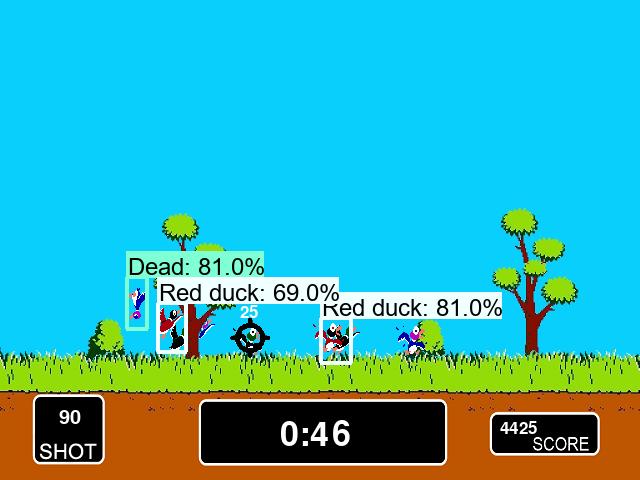 Dead: 81.0%
Red duck: 69.0%
Red duck: 81.0%
25
90
SHOT
0:46
4425
SCORE